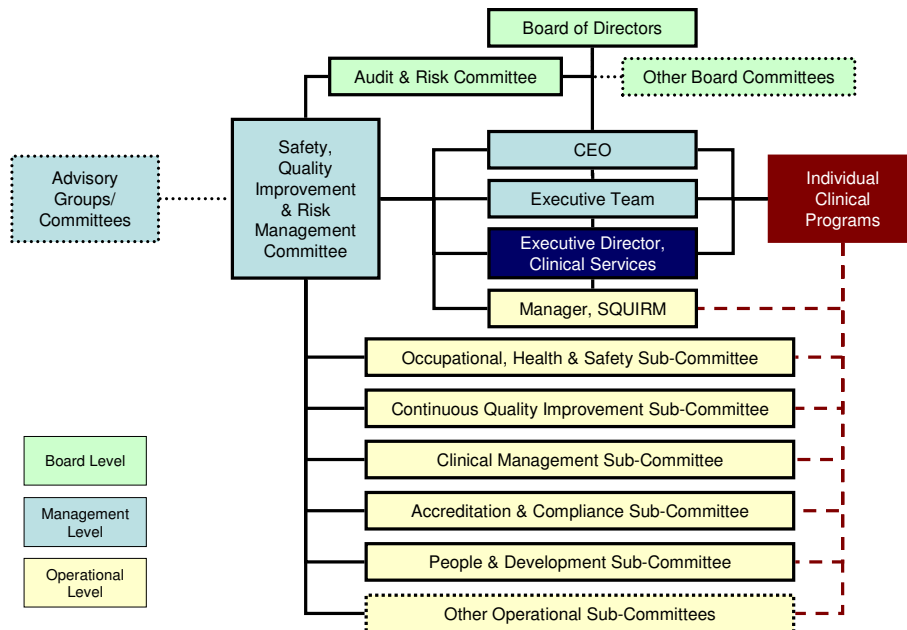 Board of Directors
Audit & Risk Committee
Other Board Committees
Safety,
Quality
Improvement
& Risk
Management
Committee
Advisory
Groups/
Committees
CEO
Executive Team
Executive Director,
Clinical Services
Manager, SQUIRM
Individual
Clinical
Programs
Occupational, Health & Safety Sub-Committee
Continuous Quality Improvement Sub-Committee
Clinical Management Sub-Committee
Accreditation & Compliance Sub-Committee
People & Development Sub-Committee
Other Operational Sub-Committees
Board Level
Management
Level
Operational
Level